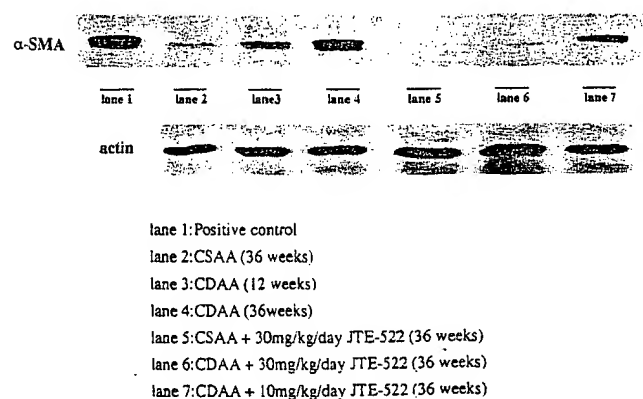 α-SMA
lane 1 lane 2 lane3 lane 4 lane 5 lane 6 lane 7
actin
lane 1:Positive control
lane 2:CSAA (36 weeks)
lane 3:CDAA (12 weeks)
lane 4:CDAA (36weeks)
lane 5:CSAA + 30mg/kg/day JTE-522 (36 weeks)
lane 6:CDAA + 30mg/kg/day JTE-522 (36 weeks)
lane 7:CDAA + 10mg/kg/day JTE-522 (36 weeks)